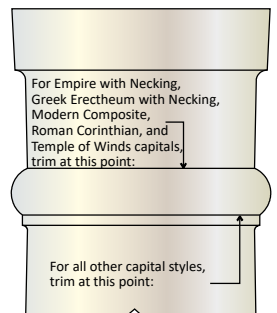 For Empire with Necking,
Greek Erectheum with Necking,
Modern Composite,
Roman Corinthian, and
Temple of Winds capitals,
trim at this point:
For all other capital styles,
trim at this point: